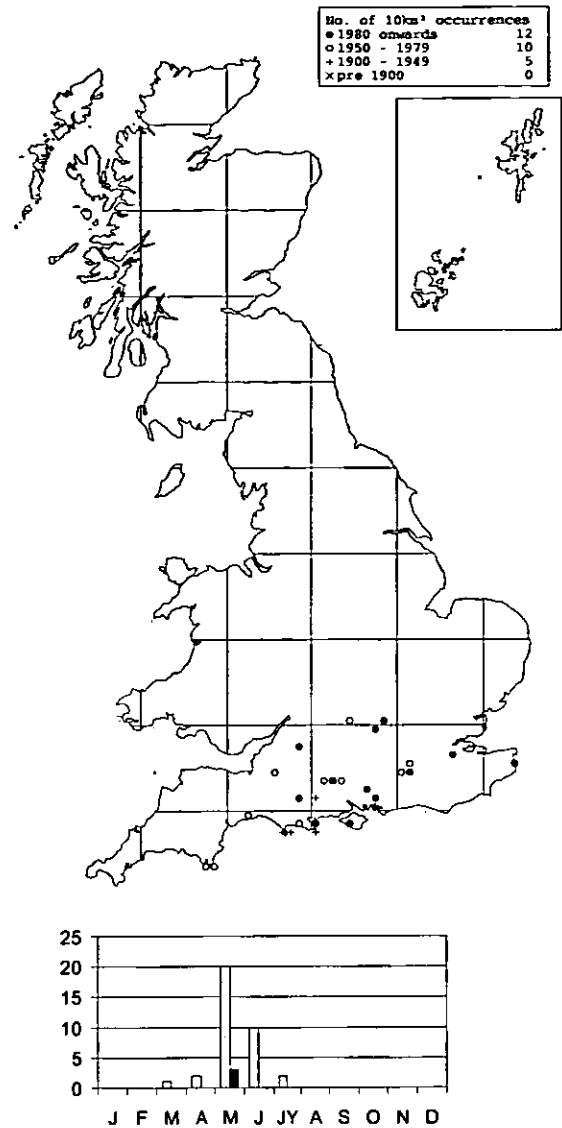 No. of 10km² occurrences
● 1980 onwards 12
○ 1950 - 1979 10
+ 1900 - 1949 5
× pre 1900 0
25
20
15
10
5
0
J F M A M J JY A S O N D